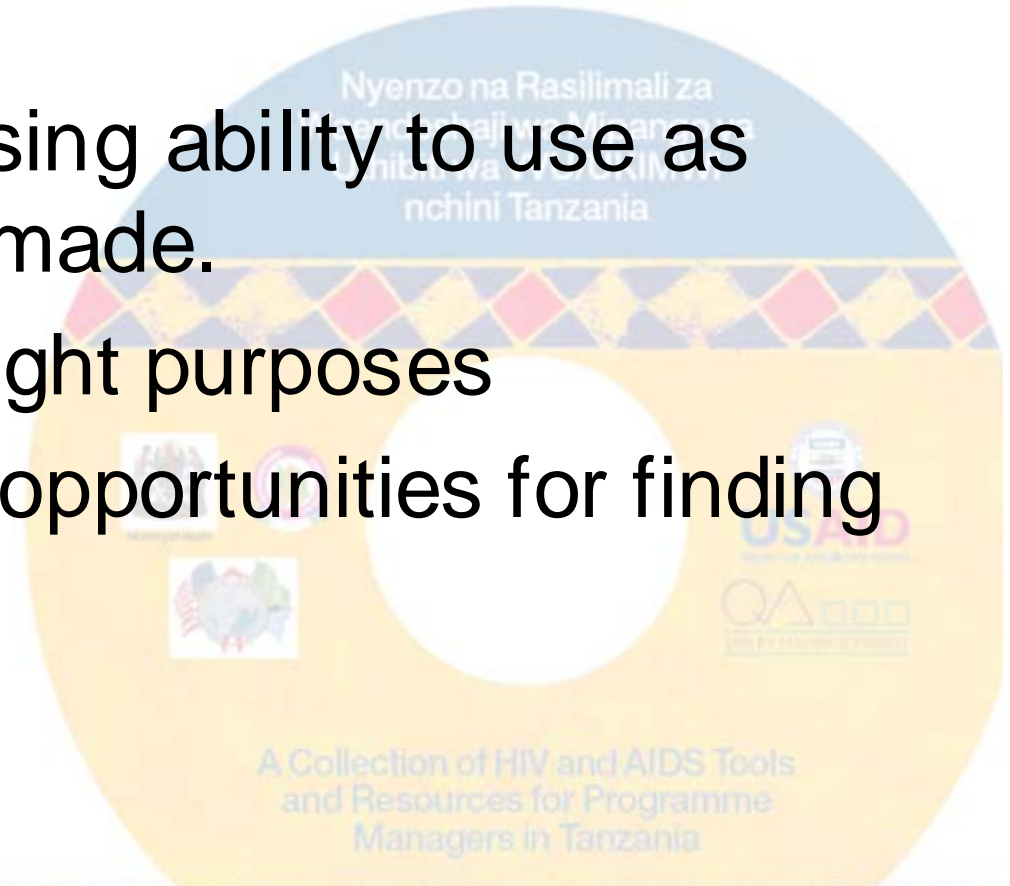 Nyenzo na Rasilimali za
sing ability to use as
nchini Tanzania
made.
ght purposes
opportunities for finding
USAID
QA
A Collection of HIV and AIDS Tools
and Resources for Programme
Managers in Tanzania